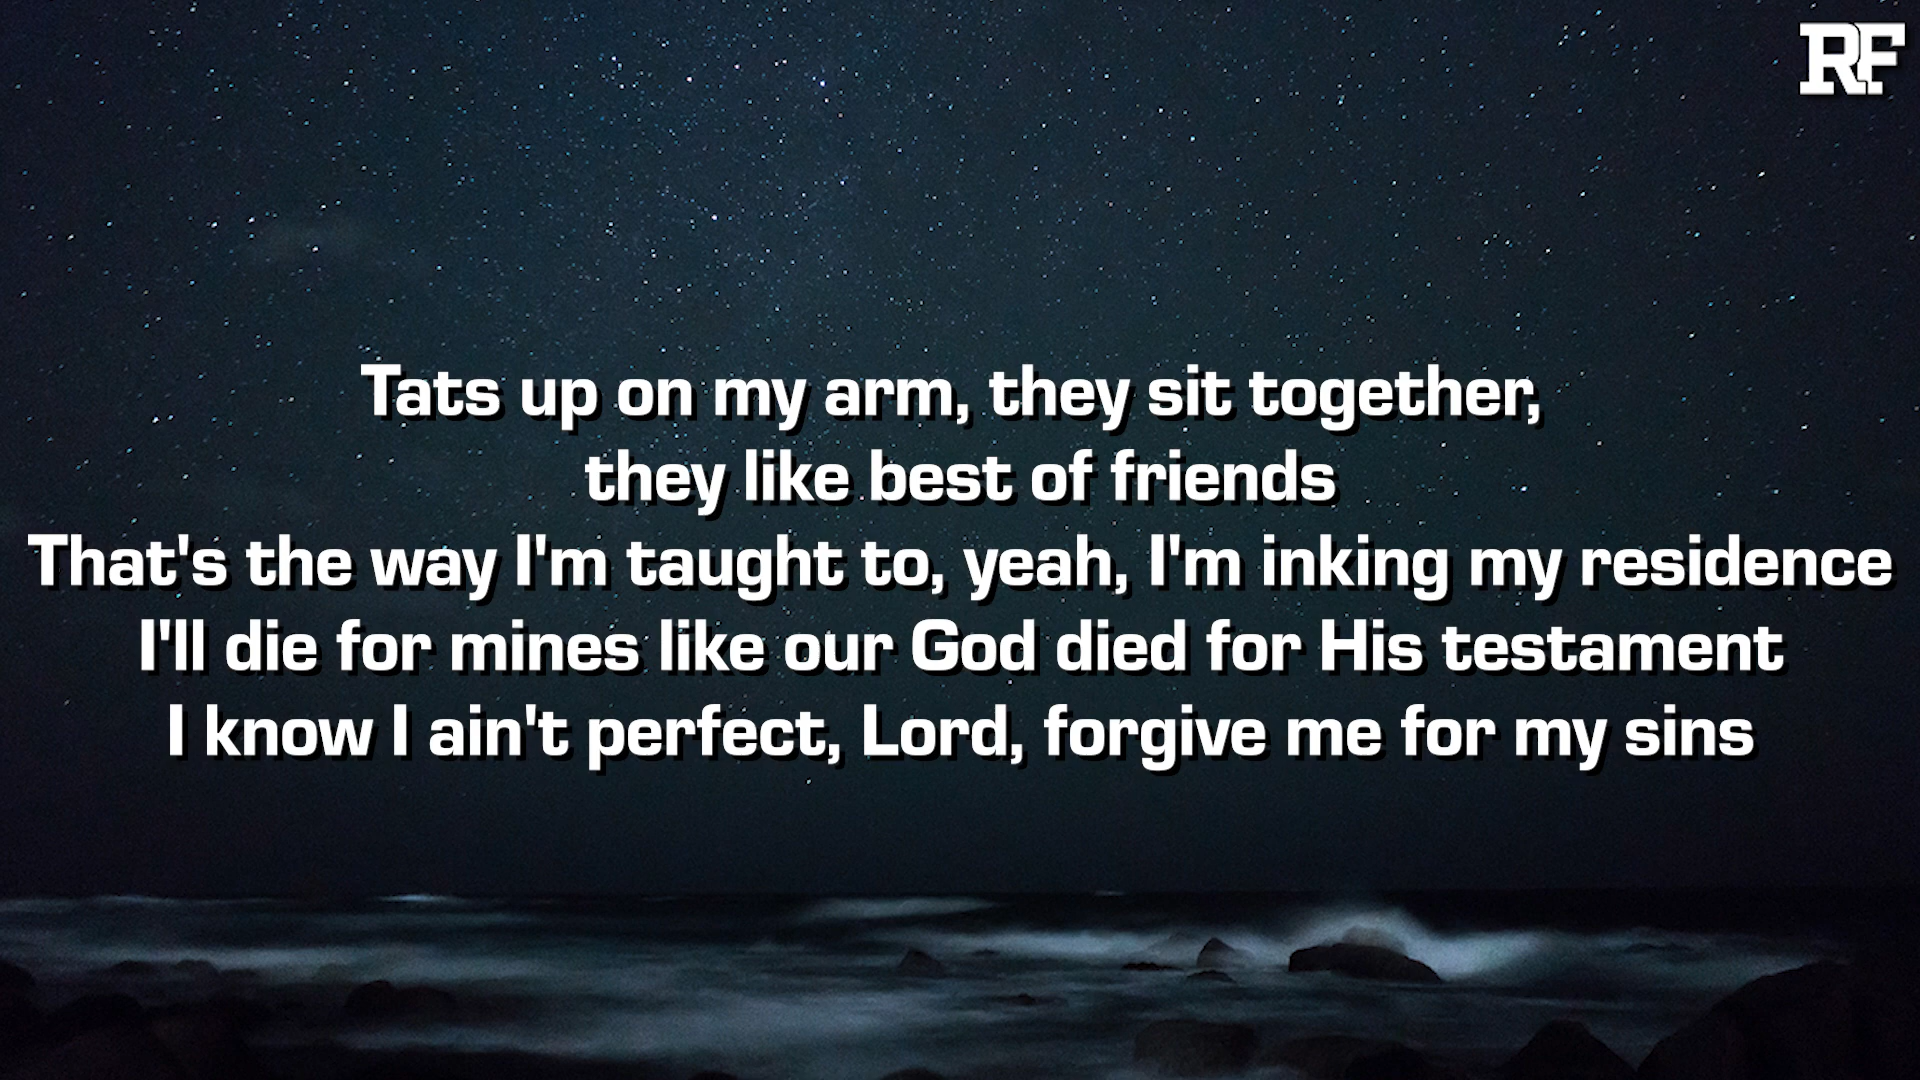 RF
Tats up on my arm, they sit together,
they like best of friends
That's the way I'm taught to, yeah, I'm inking my residence
I'll die for mines like our God died for His testament
I know I ain't perfect, Lord, forgive me for my sins